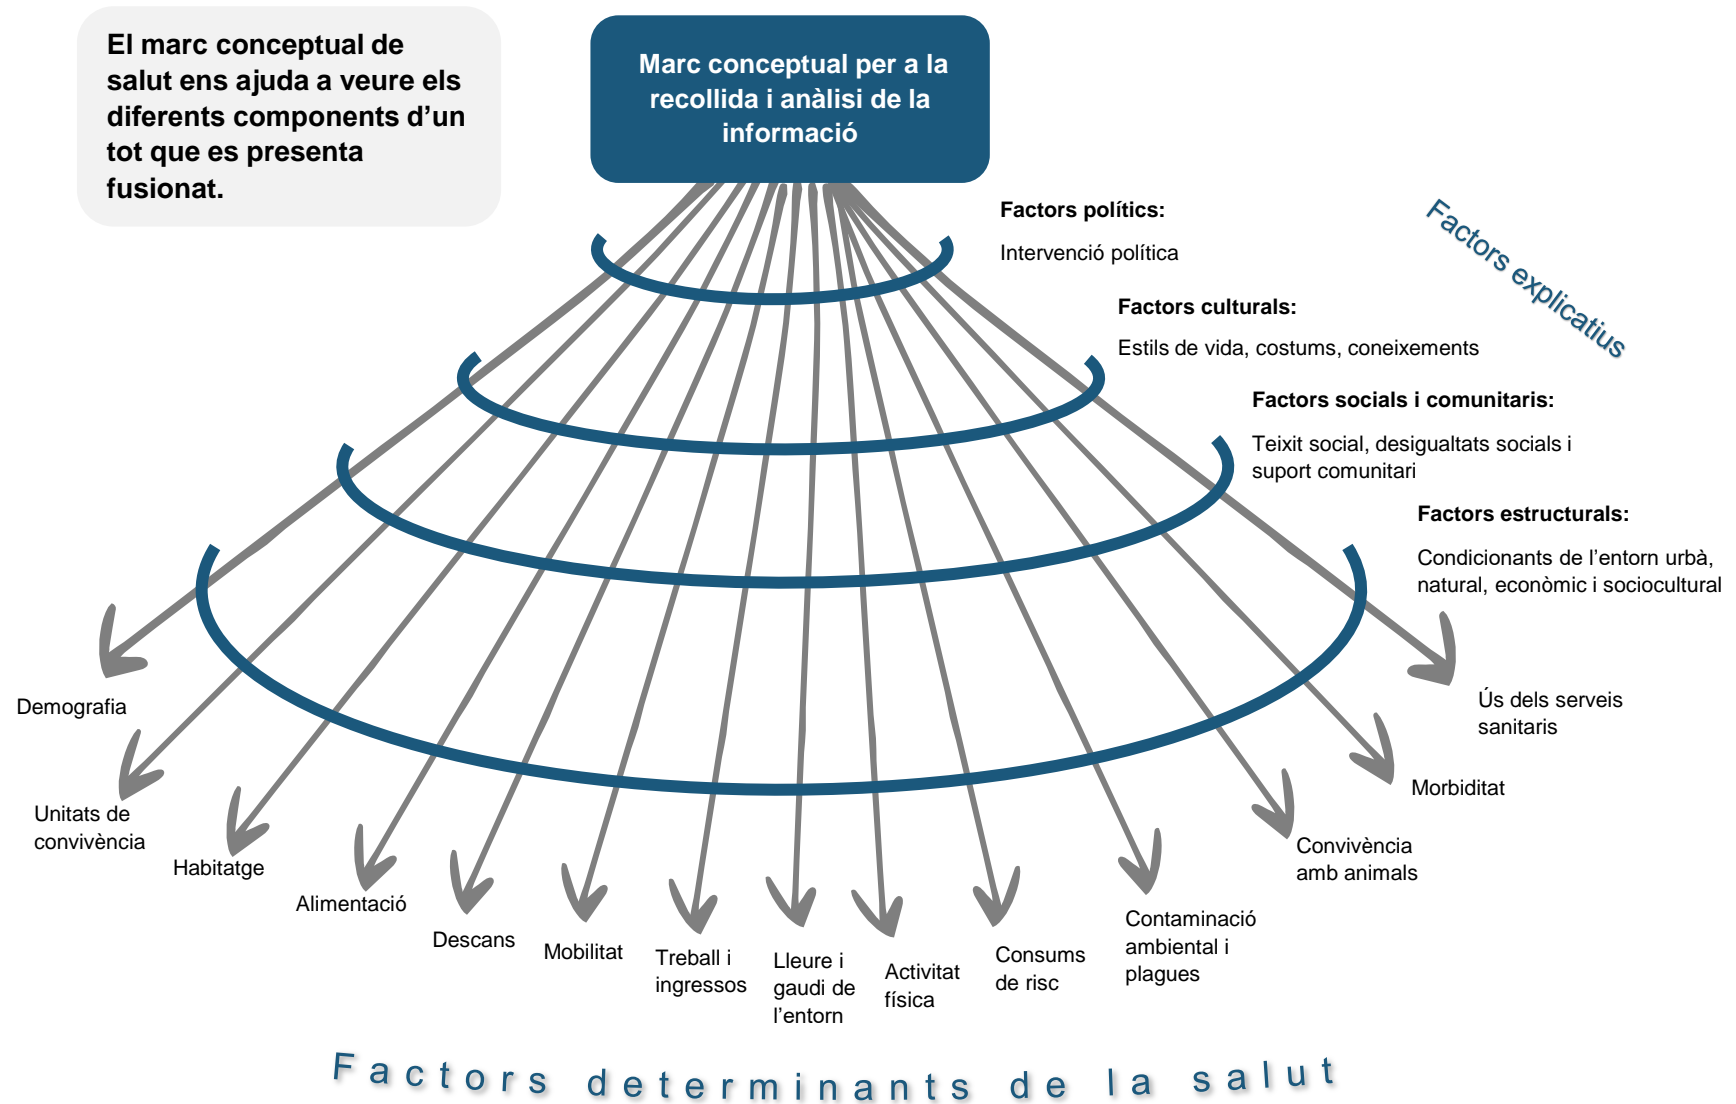 El marc conceptual de
salut ens ajuda a veure els
diferents components d’un
tot que es presenta
fusionat.
Marc conceptual per a la
recollida i anàlisi de la
informació
Factors polítics:
Intervenció política
Factors explicatius
Factors culturals:
Estils de vida, costums, coneixements
Factors socials i comunitaris:
Teixit social, desigualtats socials i
suport comunitari
Factors estructurals:
Condicionants de l’entorn urbà,
natural, econòmic i sociocultural
Demografia
Unitats de
convivència
Habitatge
Alimentació
Descans
Mobilitat
Treball i
ingressos
Lleure i
gaudi de
l’entorn
Activitat
física
Consums
de risc
Contaminació
ambiental i
plagues
Convivència
amb animals
Morbiditat
Ús dels serveis
sanitaris
Factors determinants de la salut